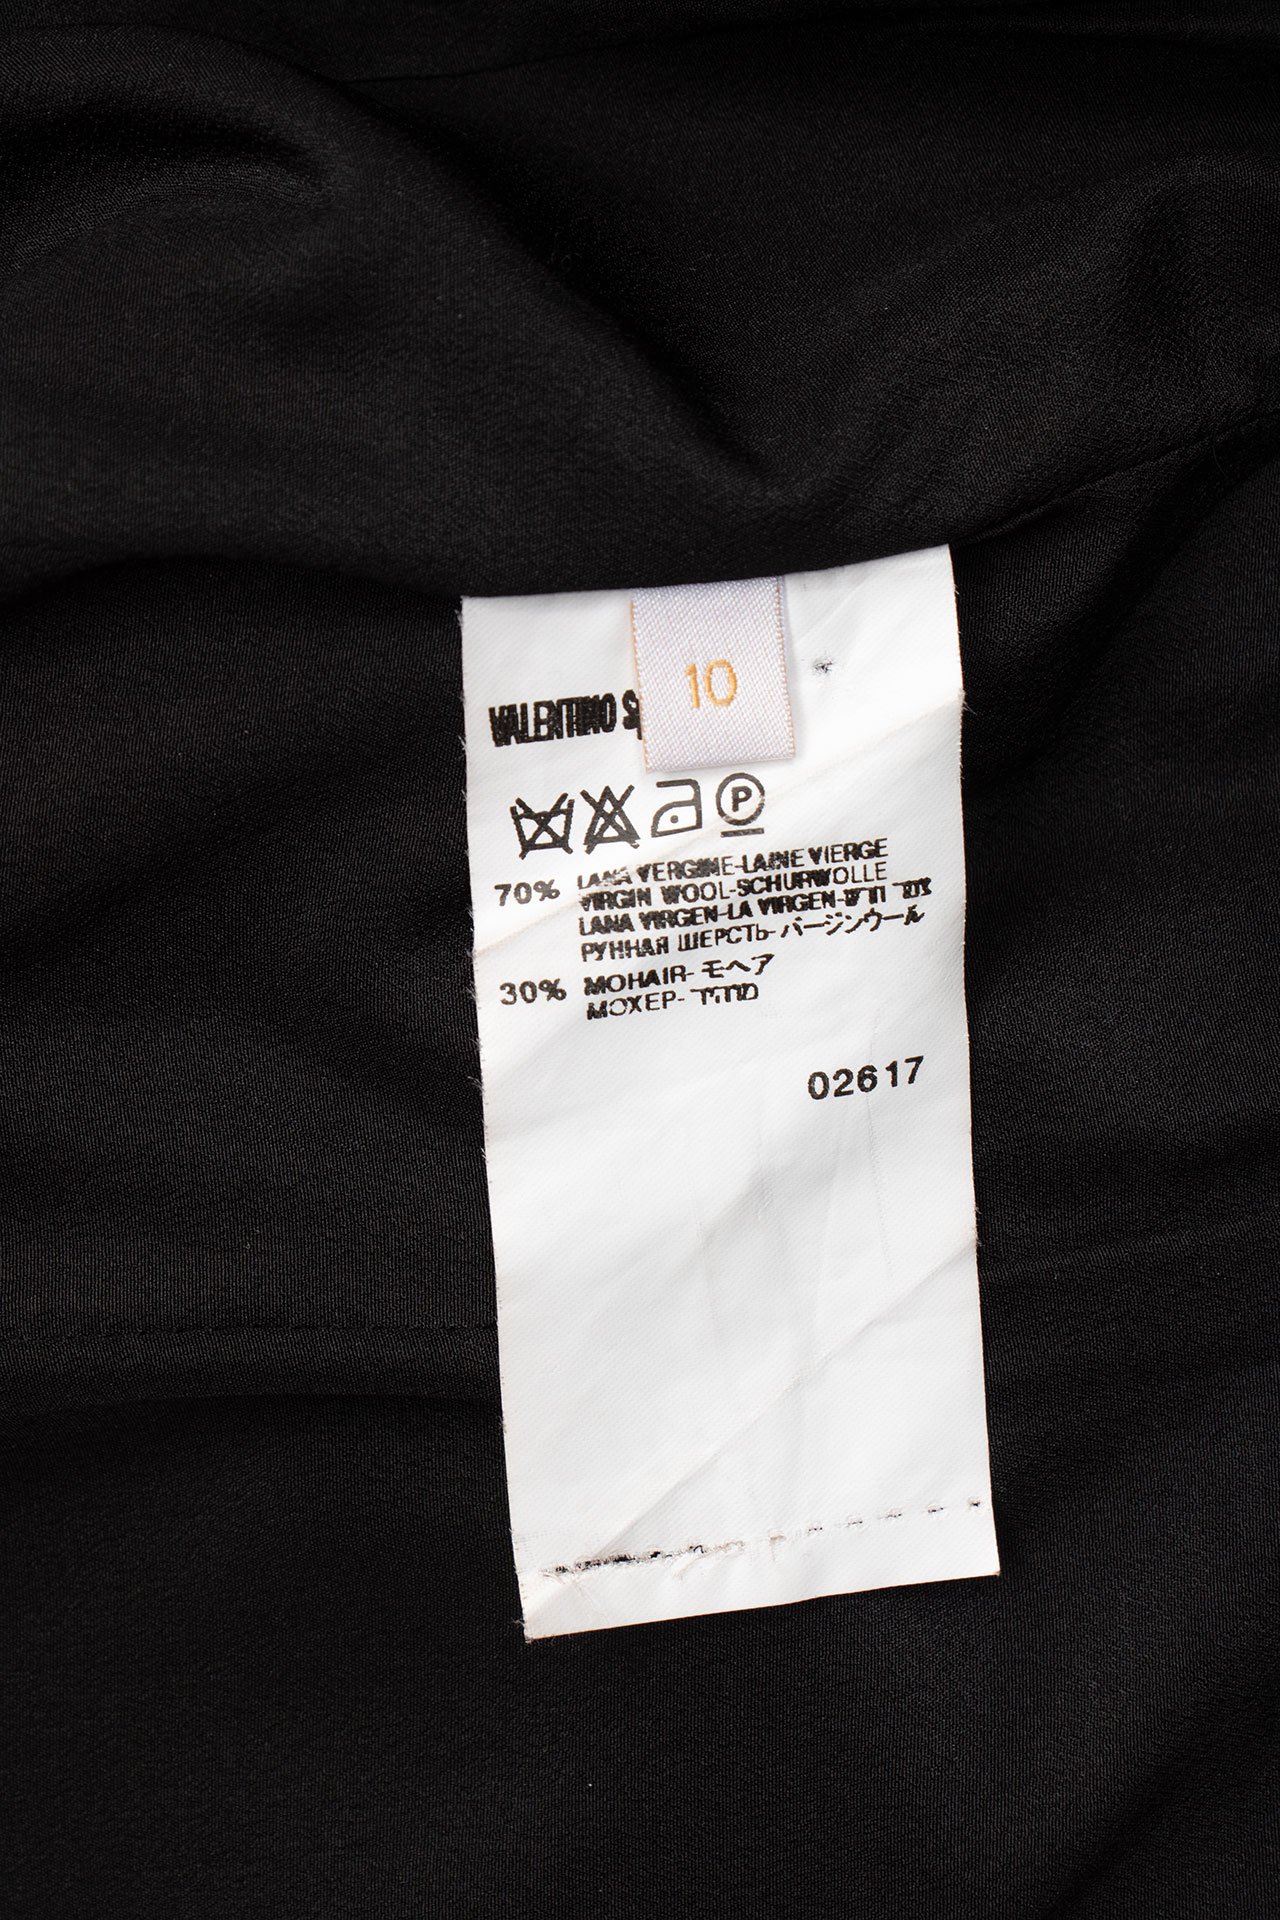 10
VALENTINO
P
70% LANA VERGINE-LAINE VIERGE
VIRGIN WOOL-SCHURWOLLE
LANA VIRGEN-LA VIRGEN-
РУННАЯ ШЕРСТЬ-バージンウール
30% MOHAIR-モヘア
МОХЕР-
02617